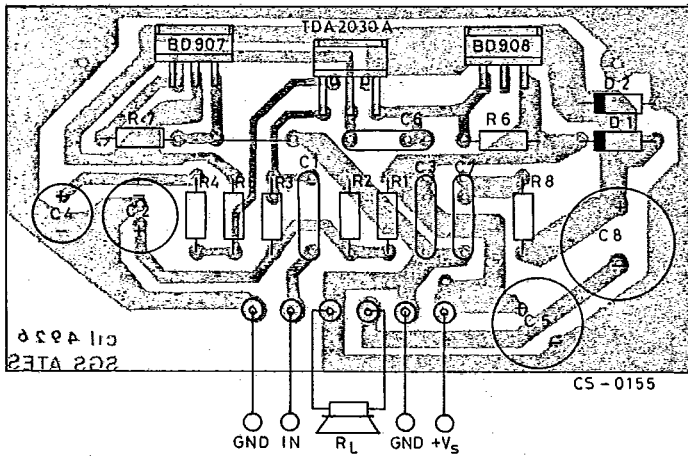 TDA2030A
BD907 BD908
D2
R7 C6 R6 D1
R4 R3 C1 R2 R1 C3 C7 R8
C4 C2 C8
C5
cil 4926
SGS ATES
CS-0155
GND IN RL GND +Vs